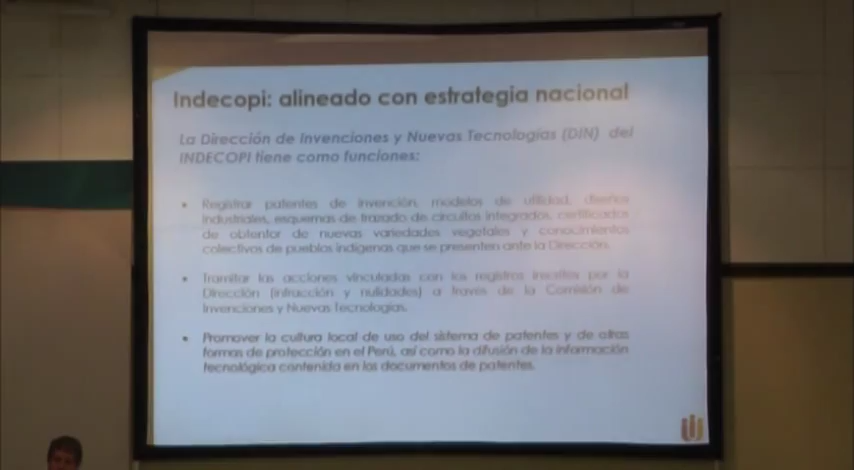 Indecopi: alineado con estrategia nacional
La Dirección de Invenciones y Nuevas Tecnologías (DIN) del
INDECOPI tiene como funciones:
• Registrar patentes de invención, modelos de utilidad, diseños
industriales, esquemas de trazado de circuitos integrados, certificados
de obtentor de nuevas variedades vegetales y conocimientos
colectivos de pueblos indígenas que se presenten ante la Dirección.
• Tramitar las acciones vinculadas con los registros inscritos por la
Dirección (infracción y nulidades) a través de la Comisión de
Invenciones y Nuevas Tecnologías.
• Promover la cultura local de uso del sistema de patentes y de otras
formas de protección en el Perú, así como la difusión de la información
tecnológica contenida en los documentos de patentes.